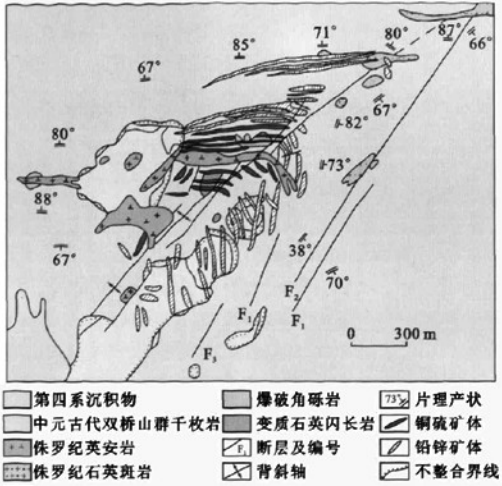 87°
66°
80°
71°
85°
67°
67°
82°
80°
73°
88°
38°
67°
70°
F₂
F₁
F₁
F₃
0 300 m
第四系沉积物
爆破角砾岩
73° 片理产状
中元古代双桥山群千枚岩
变质石英闪长岩
铜硫矿体
侏罗纪英安岩
F₁ 断层及编号
铅锌矿体
侏罗纪石英斑岩
背斜轴
不整合界线